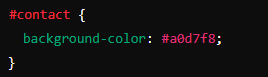 #contact {
  background-color: #a0d7f8;
}